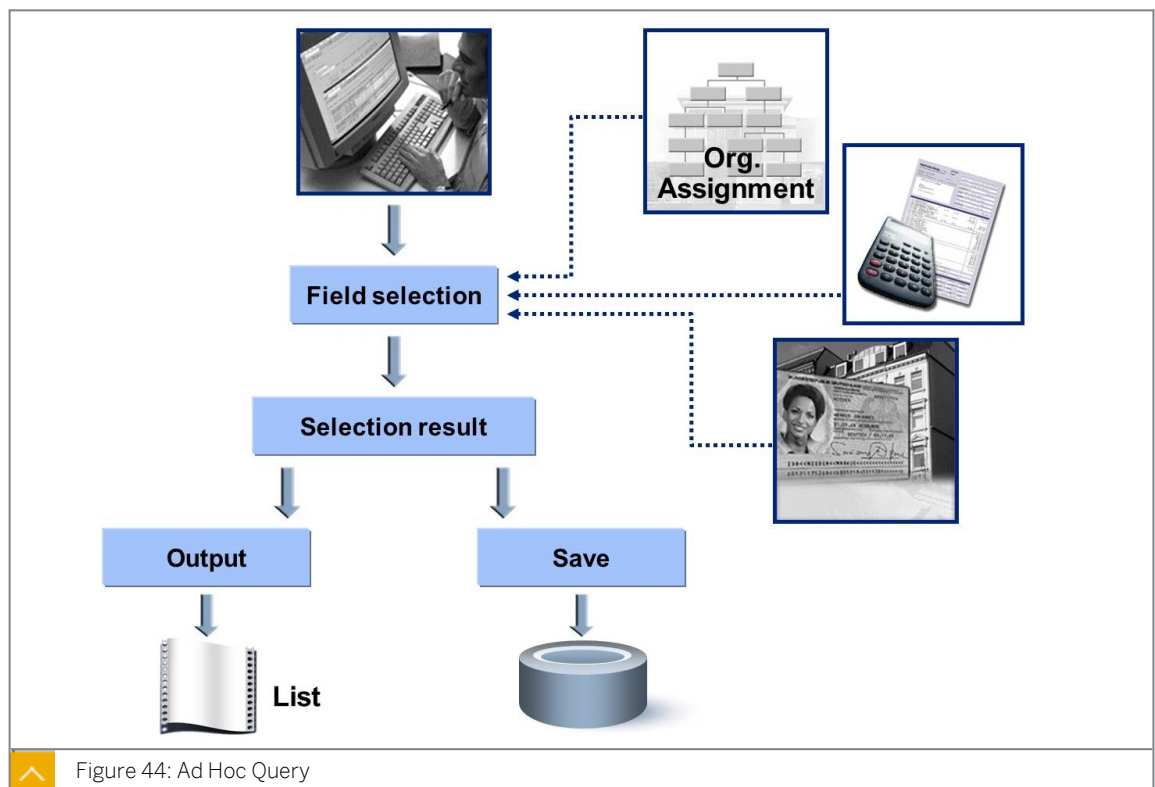 Org.
Assignment
Field selection
Selection result
Output
Save
List
Figure 44: Ad Hoc Query